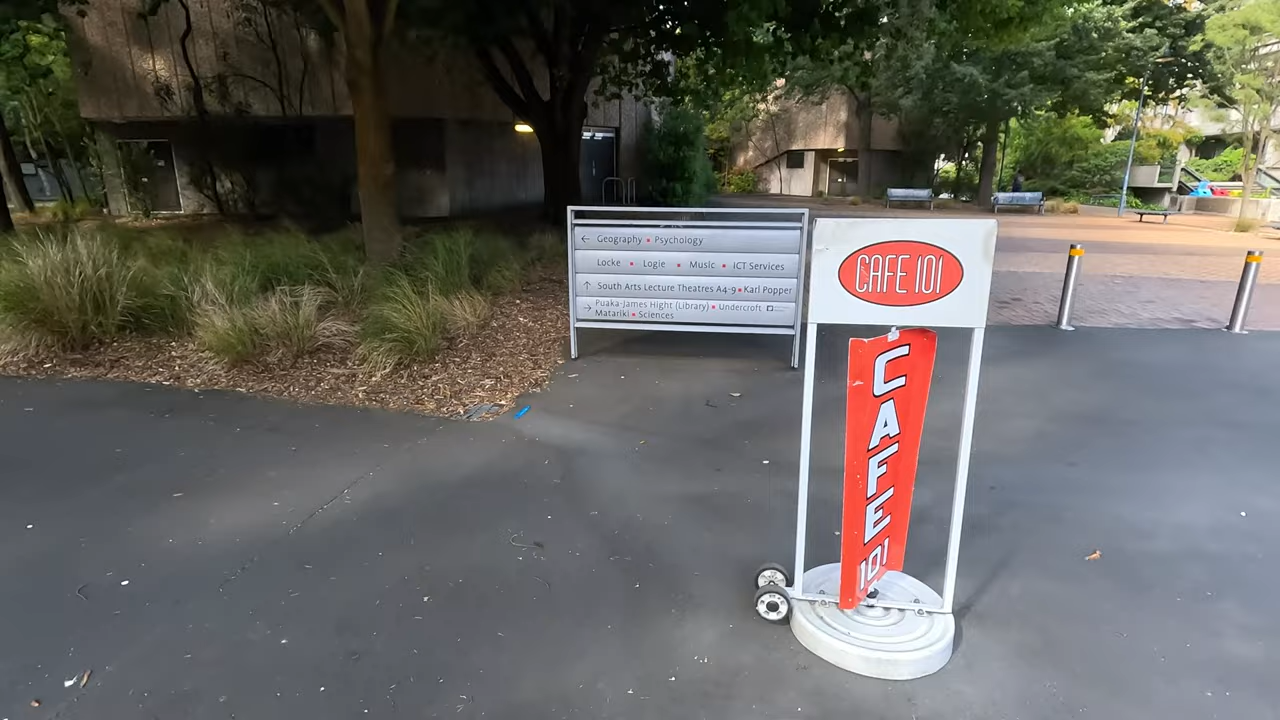 ← Geography ▪ Psychology
Locke ▪ Logie ▪ Music ▪ ICT Services
↑ South Arts Lecture Theatres A4-9 ▪ Karl Popper
→ Puaka-James Hight (Library) ▪ Undercroft
Matariki ▪ Sciences
CAFE 101
CAFE
101